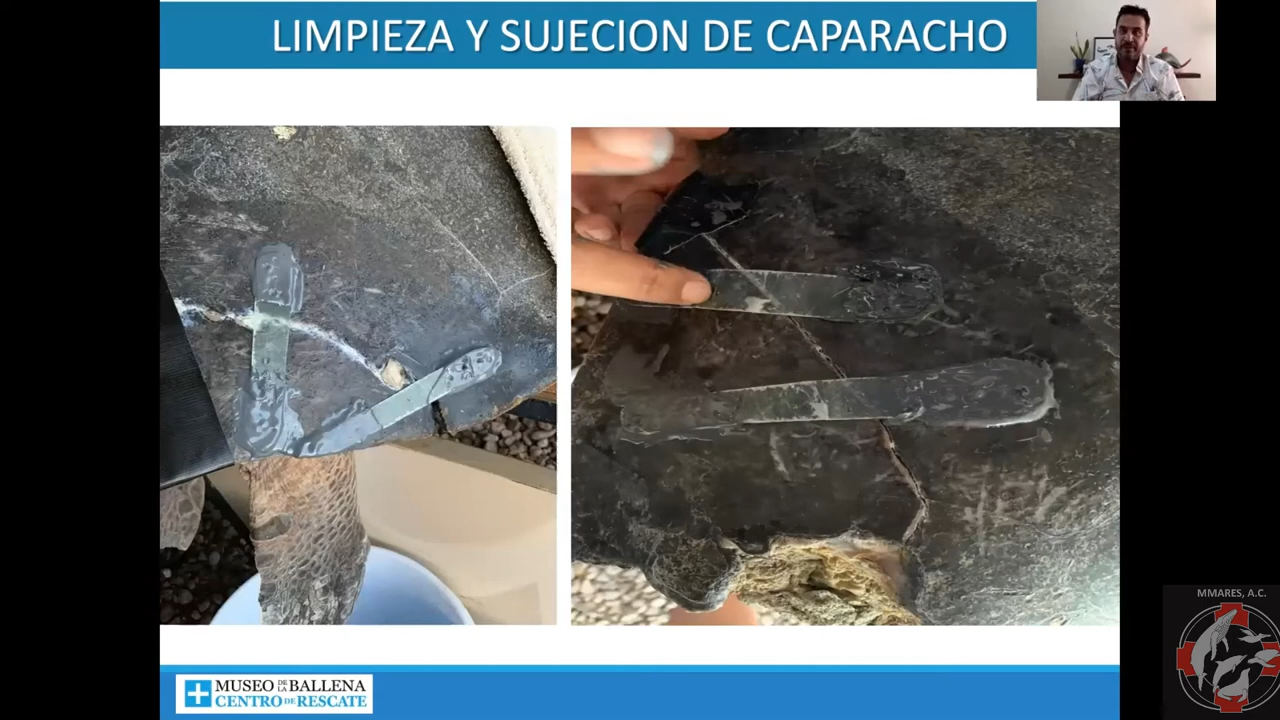 LIMPIEZA Y SUJECION DE CAPARACHO
MMARES, A.C.
MUSEO DE LA BALLENA
CENTRO DE RESCATE